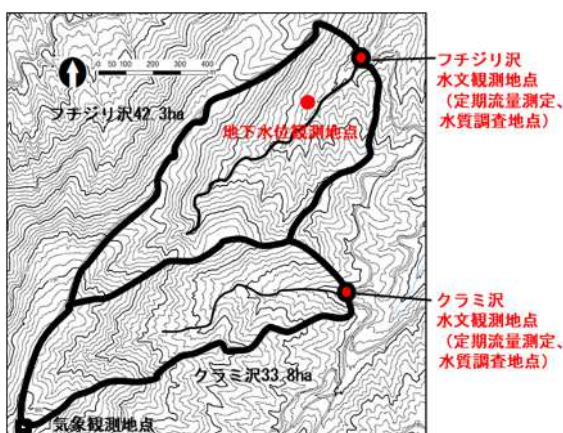 0 50 100 200 300 400
フチジリ沢42.3ha
地下水位観測地点
フチジリ沢
水文観測地点
(定期流量測定、
水質調査地点)
クラミ沢
水文観測地点
(定期流量測定、
水質調査地点)
クラミ沢33.8ha
気象観測地点